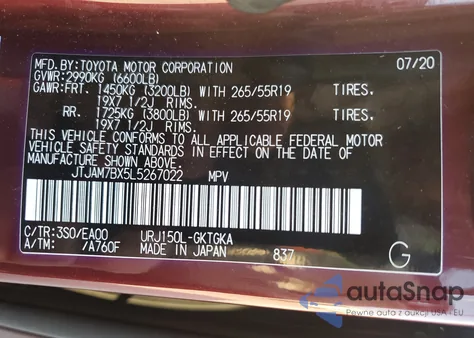 MFD.BY:TOYOTA MOTOR CORPORATION 07/20
GVWR:2990KG (6600LB)
GAWR:FRT. 1450KG (3200LB) WITH 265/55R19 TIRES,
19X7 1/2J RIMS.
RR. 1725KG (3800LB) WITH 265/55R19 TIRES,
19X7 1/2J RIMS.
THIS VEHICLE CONFORMS TO ALL APPLICABLE FEDERAL MOTOR
VEHICLE SAFETY STANDARDS IN EFFECT ON THE DATE OF
MANUFACTURE SHOWN ABOVE.
JTJAM7BX5L5267022 MPV
C/TR:3S0/EA00 URJ150L-GKTGKA
A/TM: /A760F MADE IN JAPAN 837 G
autoSnap
Pewne auta z aukcji USA i EU